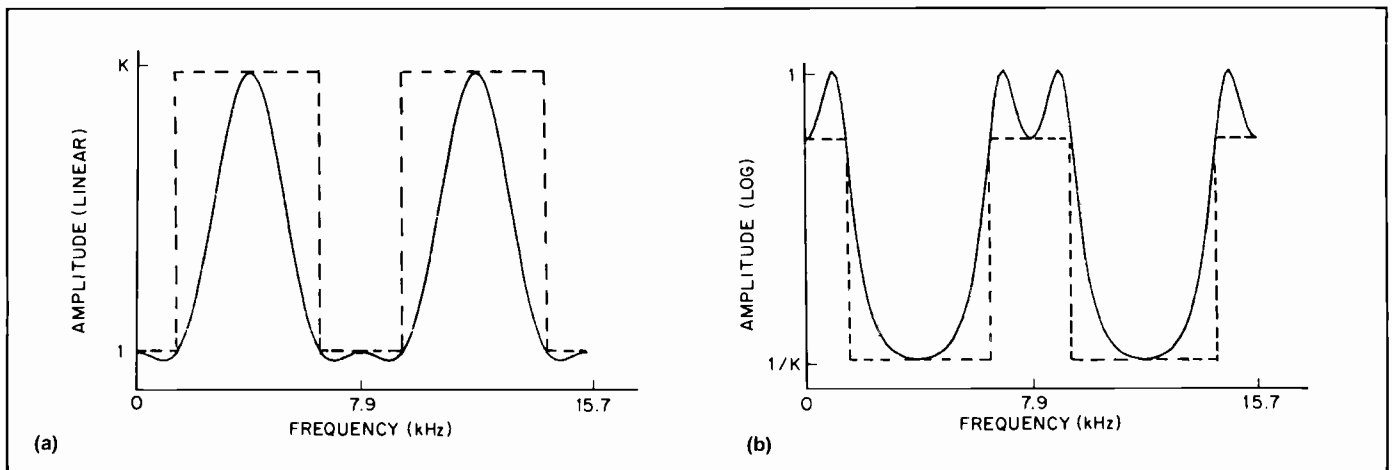 K
AMPLITUDE (LINEAR)
1
0
7.9
15.7
FREQUENCY (kHz)
(a)
1
AMPLITUDE (LOG)
1/K
0
7.9
15.7
FREQUENCY (kHz)
(b)